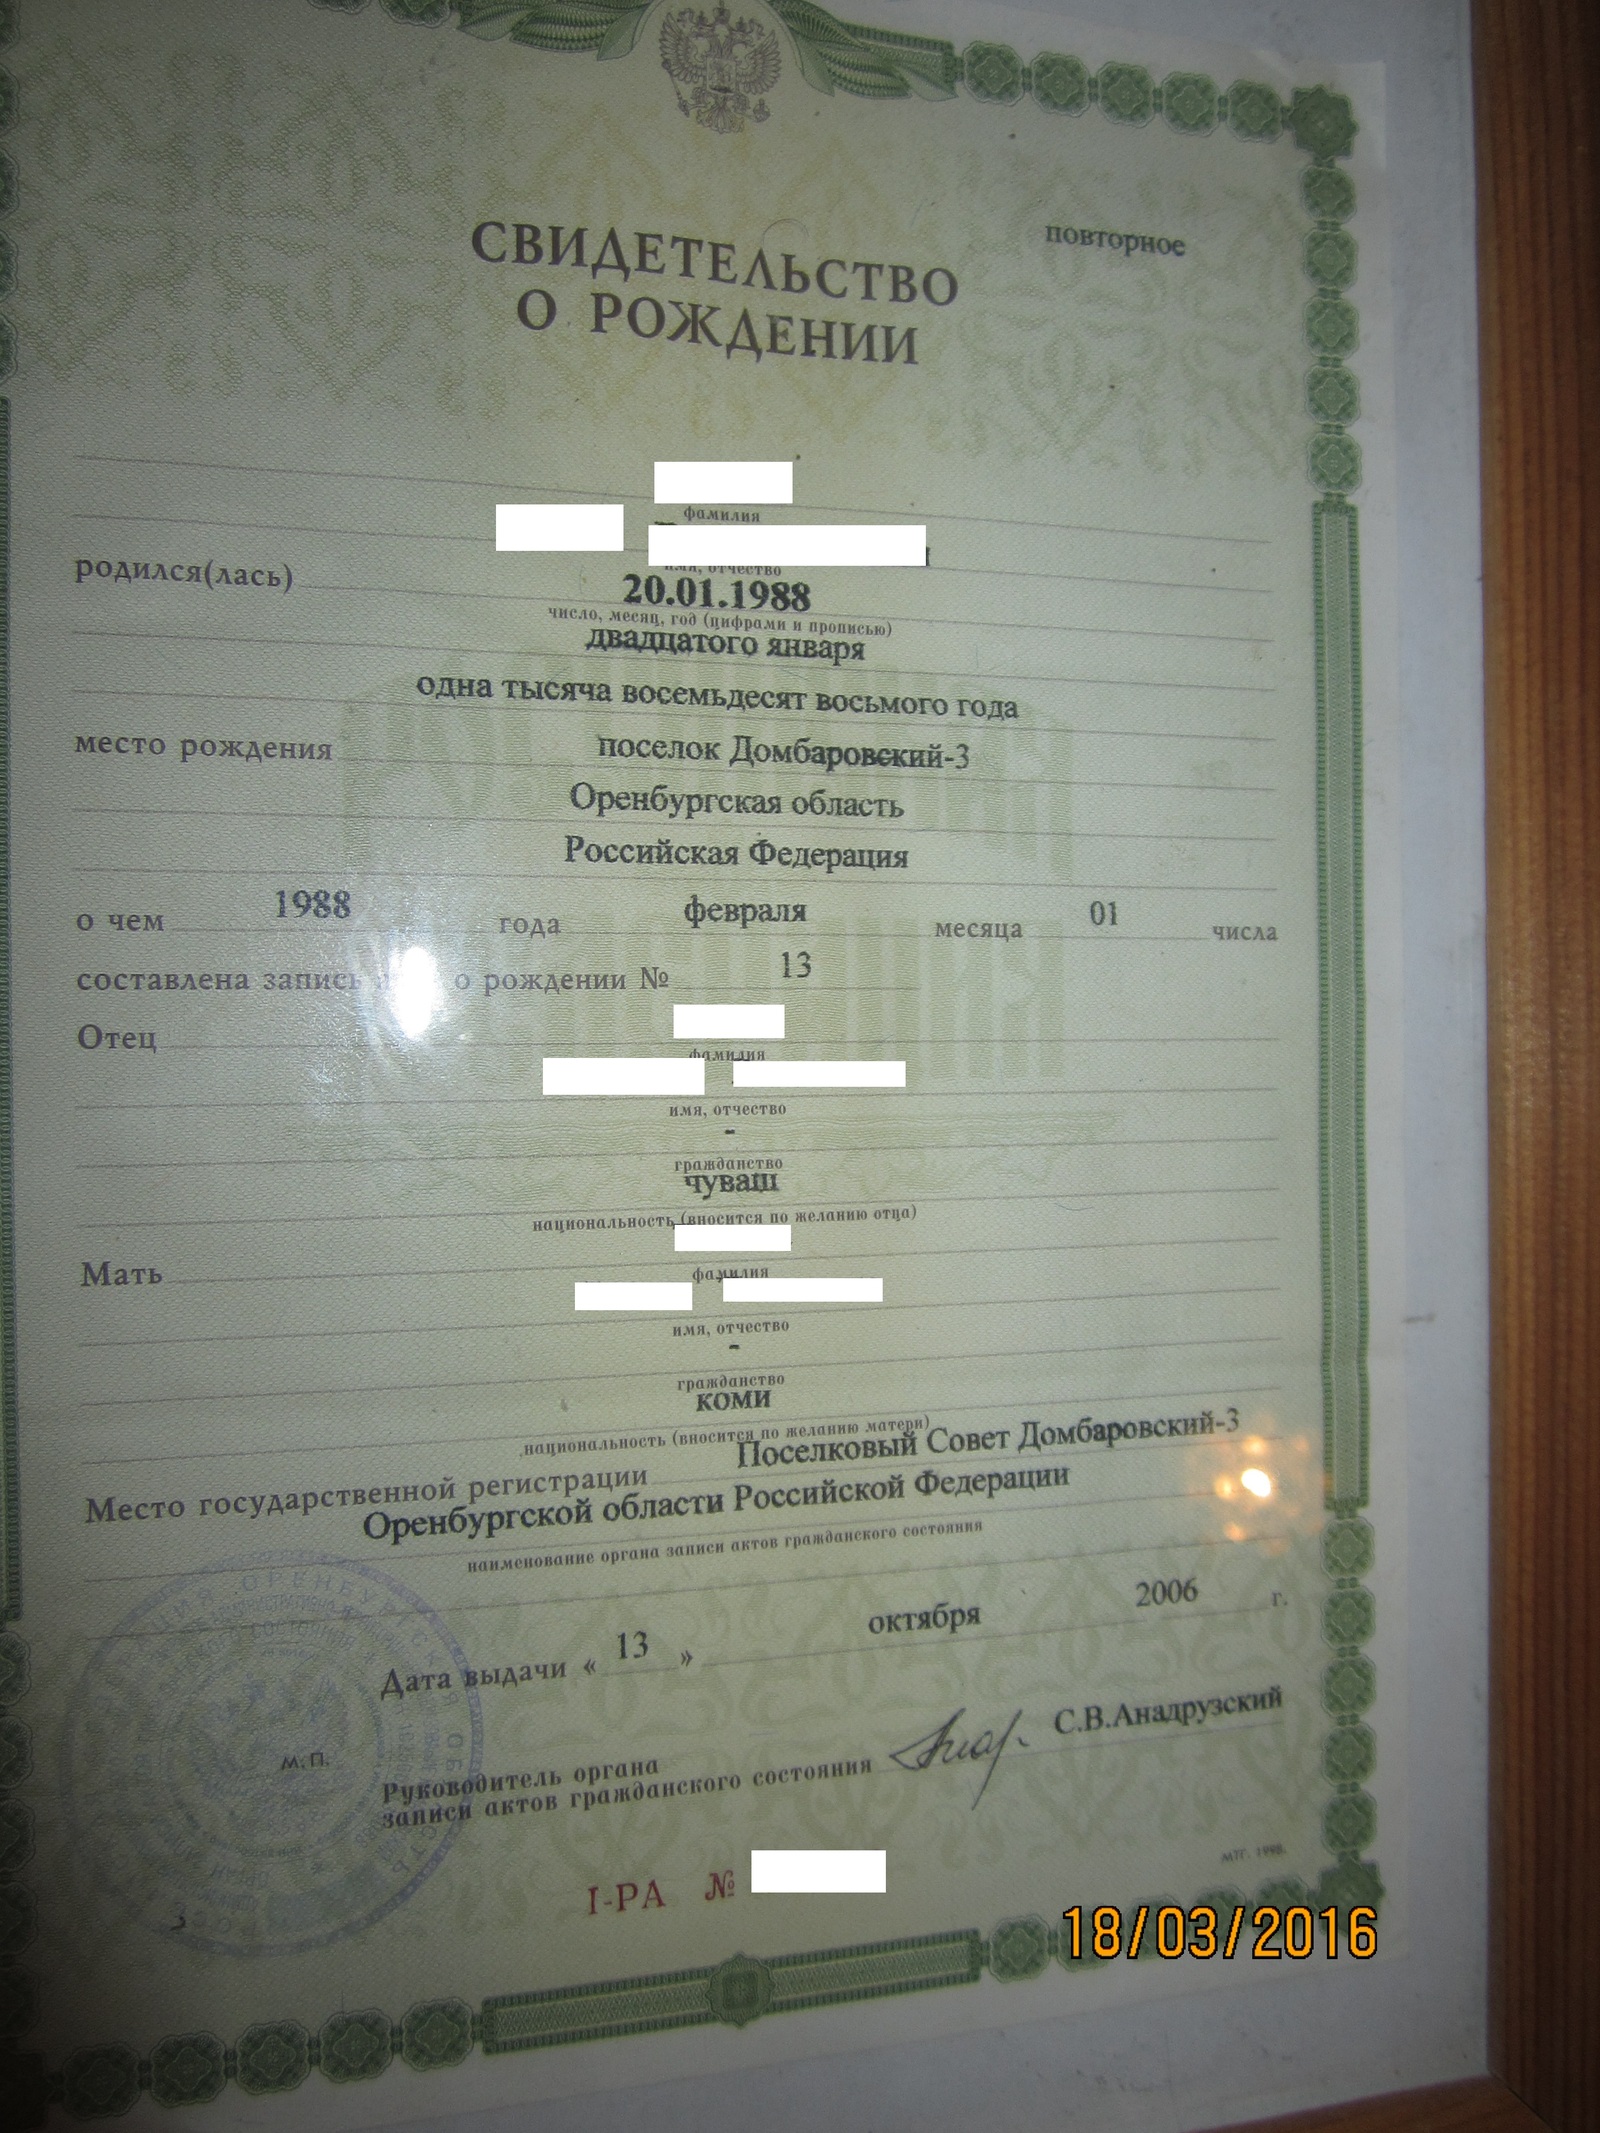 повторное
СВИДЕТЕЛЬСТВО
О РОЖДЕНИИ
фамилия
имя, отчество
родился(лась) 20.01.1988
число, месяц, год (цифрами и прописью)
двадцатого января
одна тысяча восемьдесят восьмого года
место рождения поселок Домбаровский-3
Оренбургская область
Российская Федерация
о чем 1988 года февраля месяца 01 числа
составлена запись о рождении № 13
Отец
фамилия
имя, отчество
-
гражданство
чуваш
национальность (вносится по желанию отца)
Мать
фамилия
имя, отчество
-
гражданство
коми
национальность (вносится по желанию матери)
Место государственной регистрации Поселковый Совет Домбаровский-3
Оренбургской области Российской Федерации
наименование органа записи актов гражданского состояния
Дата выдачи « 13 » октября 2006 г.
М.П.
Руководитель органа
записи актов гражданского состояния С.В.Анадрузский
I-РА №
МТГ. 1998.
18/03/2016